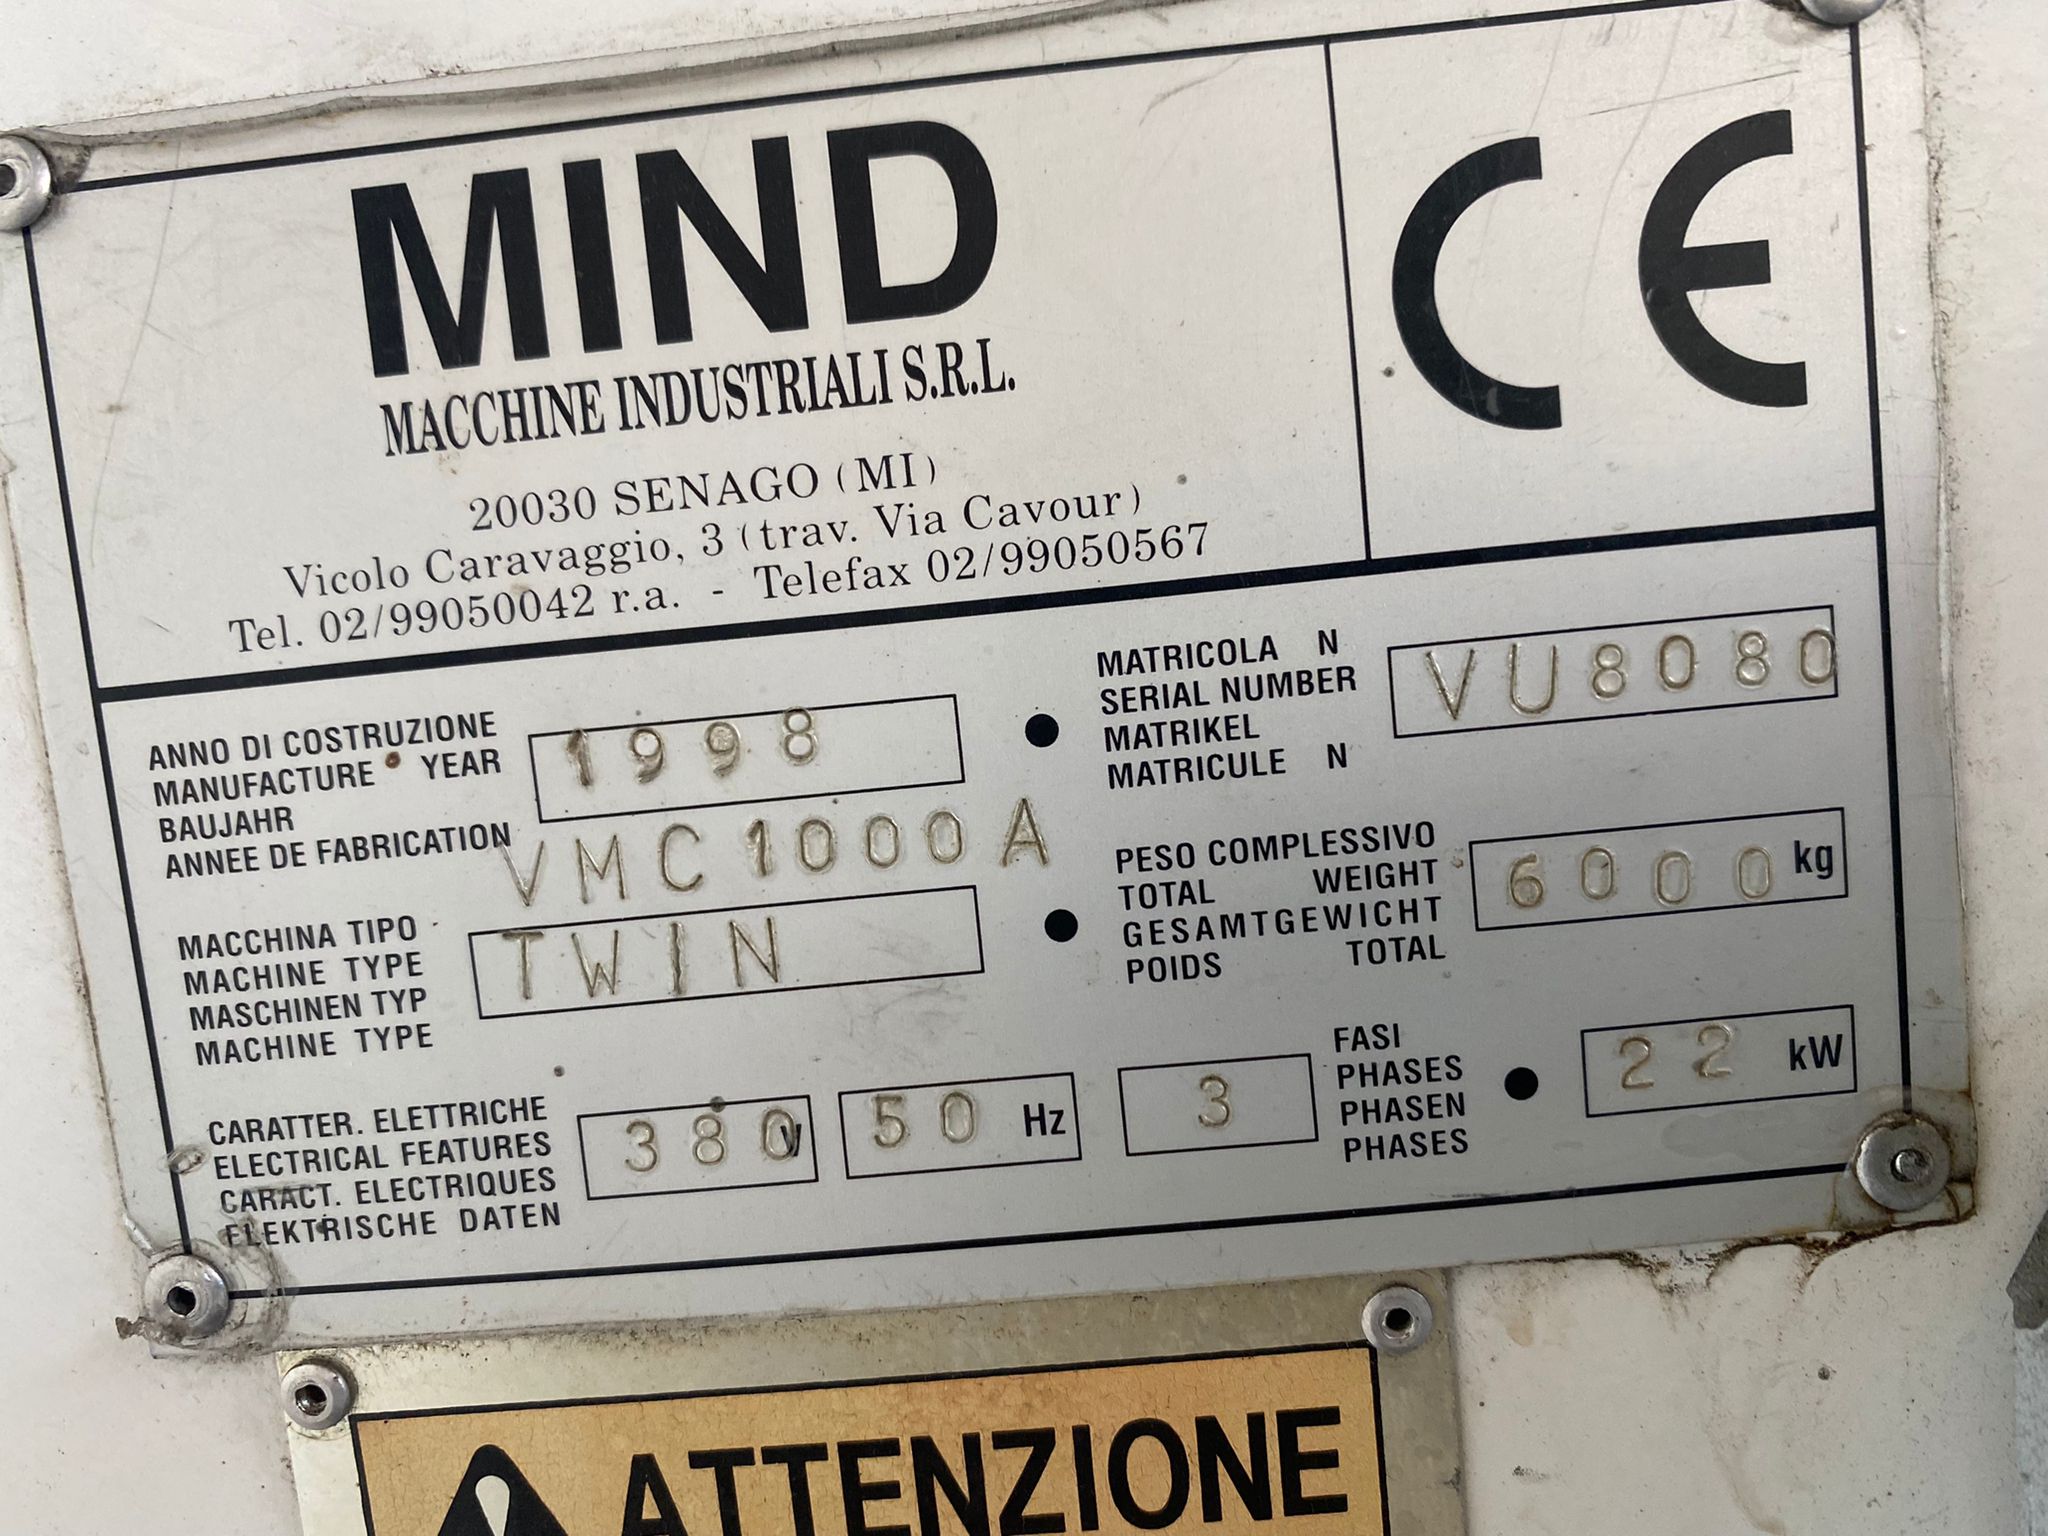 MIND
MACCHINE INDUSTRIALI S.R.L.
20030 SENAGO (MI)
Vicolo Caravaggio, 3 (trav. Via Cavour)
Tel. 02/99050042 r.a. - Telefax 02/99050567
CE
ANNO DI COSTRUZIONE
MANUFACTURE YEAR
BAUJAHR
ANNEE DE FABRICATION
1998
MATRICOLA N
SERIAL NUMBER
MATRIKEL
MATRICULE N
VU8080
MACCHINA TIPO
MACHINE TYPE
MASCHINEN TYP
MACHINE TYPE
VMC1000A
TWIN
PESO COMPLESSIVO
TOTAL WEIGHT
GESAMTGEWICHT
POIDS TOTAL
6000 kg
CARATTER. ELETTRICHE
ELECTRICAL FEATURES
CARACT. ELECTRIQUES
ELEKTRISCHE DATEN
380 V
50 Hz
3
FASI
PHASES
PHASEN
PHASES
22 kW
ATTENZIONE